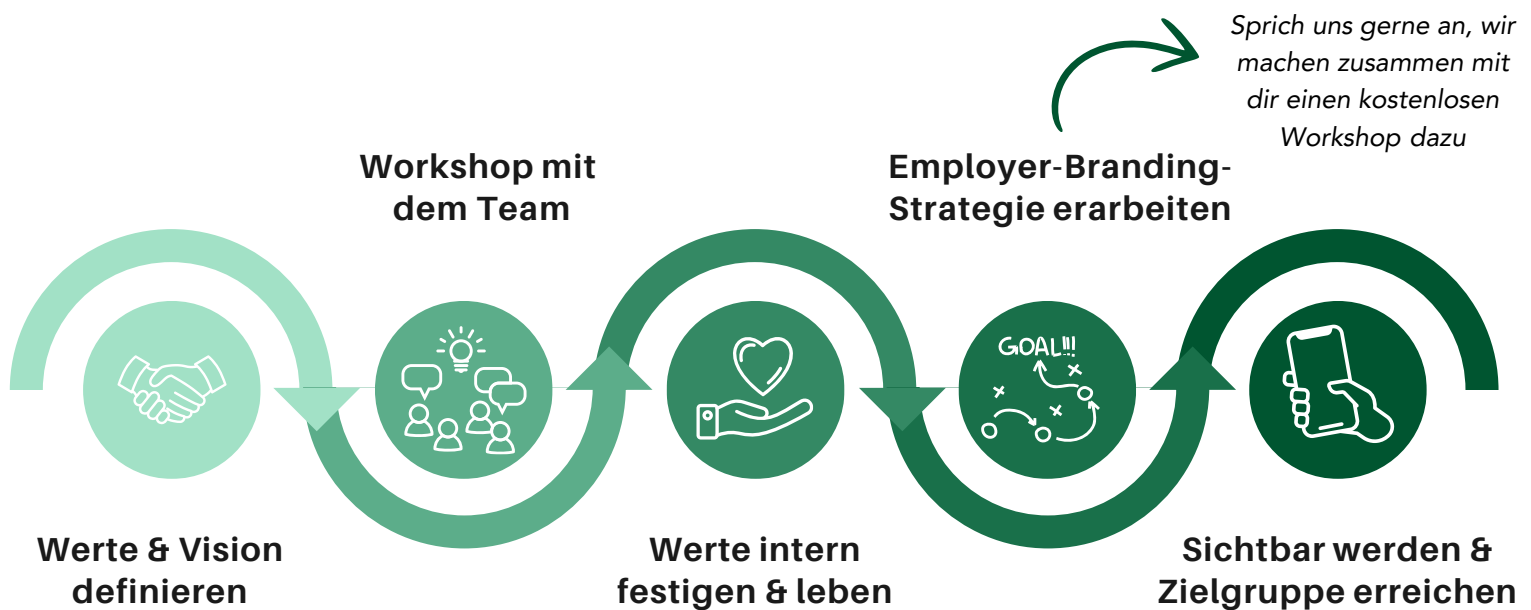 Sprich uns gerne an, wir
machen zusammen mit
dir einen kostenlosen
Workshop dazu
Workshop mit
dem Team
Employer-Branding-
Strategie erarbeiten
GOAL!!!
Werte & Vision
definieren
Werte intern
festigen & leben
Sichtbar werden &
Zielgruppe erreichen